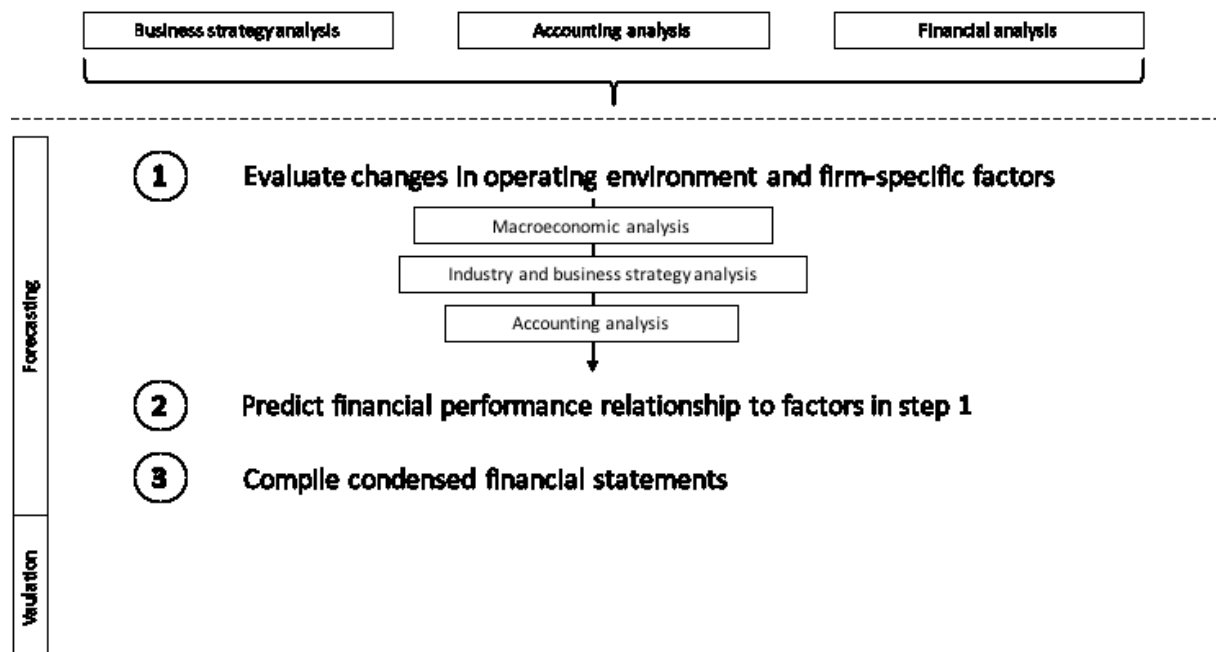 Business strategy analysis
Accounting analysis
Financial analysis
Forecasting
1 Evaluate changes in operating environment and firm-specific factors
Macroeconomic analysis
Industry and business strategy analysis
Accounting analysis
2 Predict financial performance relationship to factors in step 1
3 Compile condensed financial statements
Vaulation